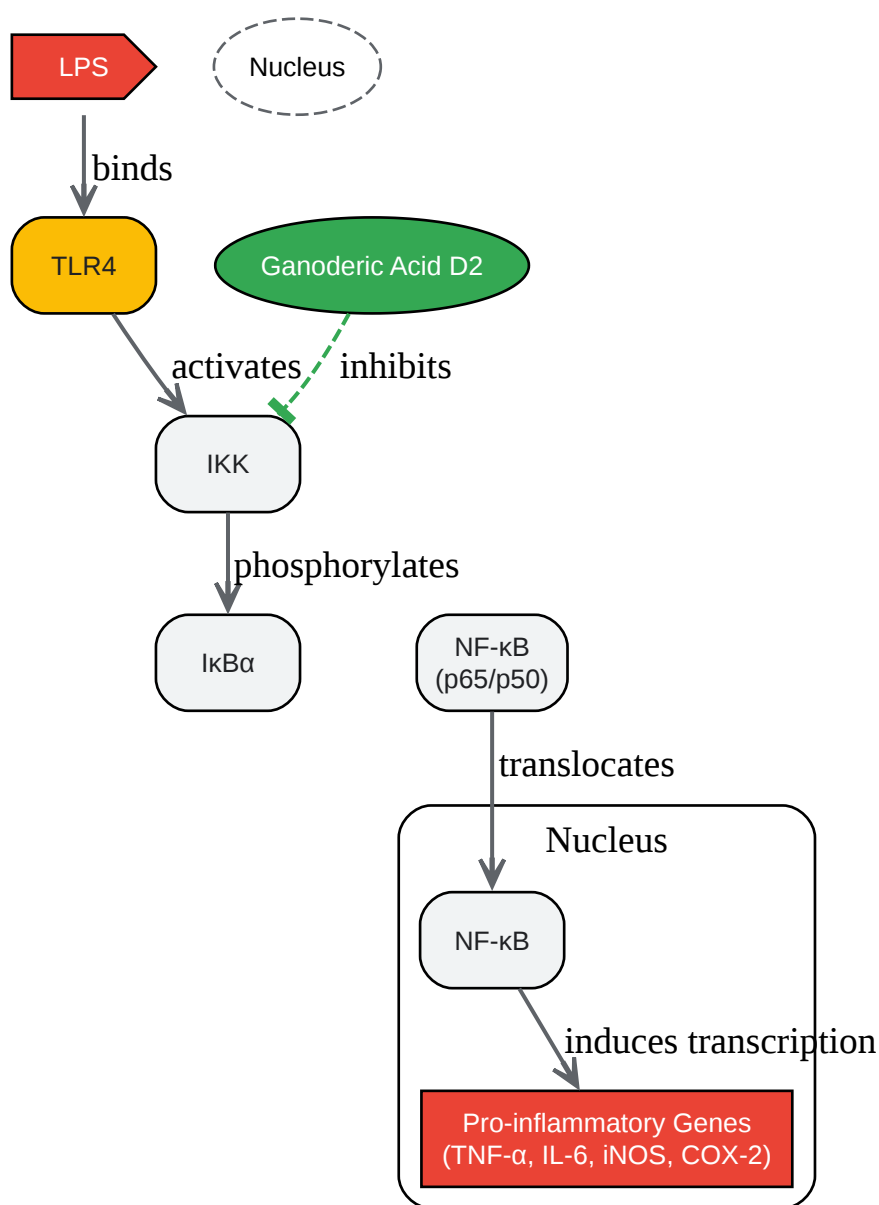 LPS
Nucleus
binds
TLR4
Ganoderic Acid D2
activates
inhibits
IKK
phosphorylates
IκBα
NF-κB
(p65/p50)
translocates
Nucleus
NF-κB
induces transcription
Pro-inflammatory Genes
(TNF-α, IL-6, iNOS, COX-2)